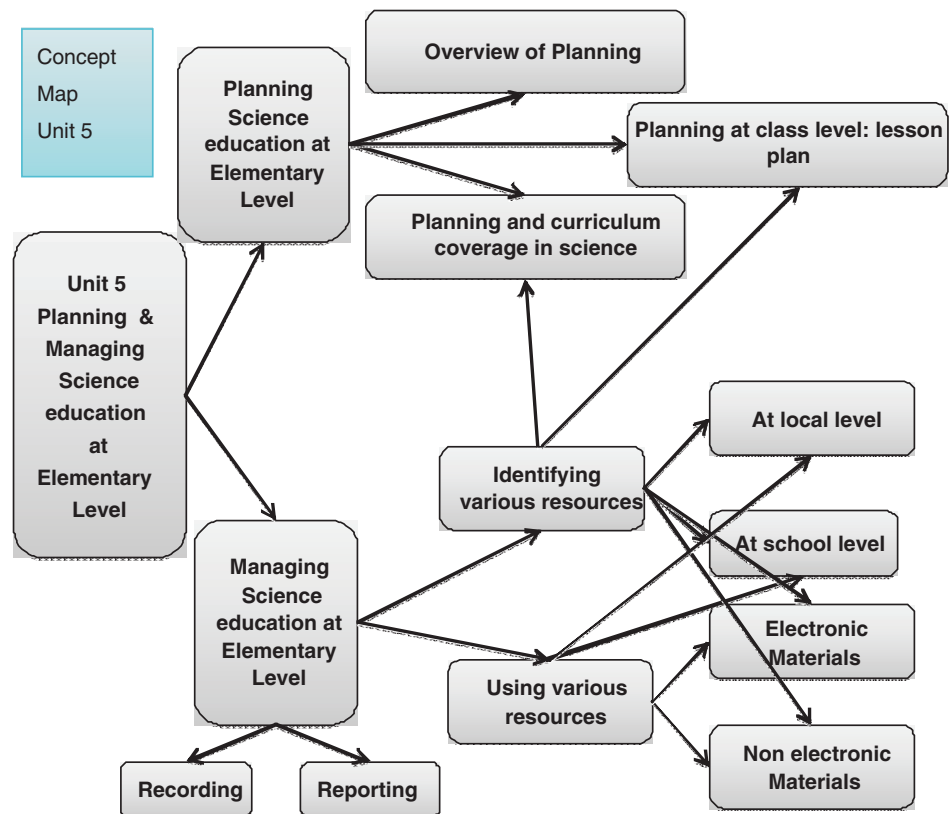 Concept
Map
Unit 5
Overview of Planning
Planning
Science
education at
Elementary
Level
Planning at class level: lesson
plan
Planning and curriculum
coverage in science
Unit 5
Planning &
Managing
Science
education
at
Elementary
Level
At local level
Identifying
various resources
At school level
Managing
Science
education at
Elementary
Level
Electronic
Materials
Using various
resources
Non electronic
Materials
Recording
Reporting